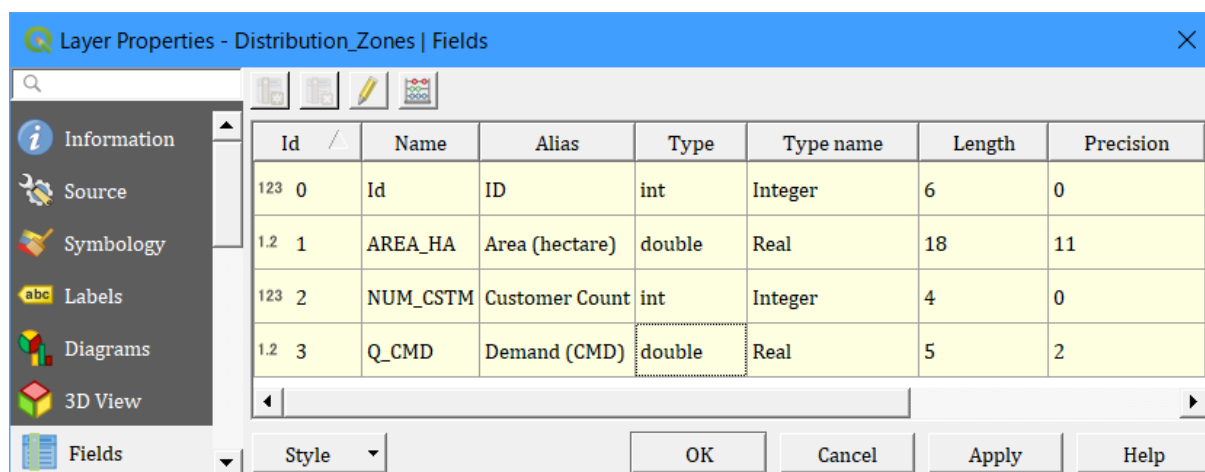 Layer Properties - Distribution_Zones | Fields
Information
Source
Symbology
abc Labels
Diagrams
3D View
Fields
Id Name Alias Type Type name Length Precision
123 0 Id ID int Integer 6 0
1.2 1 AREA_HA Area (hectare) double Real 18 11
123 2 NUM_CSTM Customer Count int Integer 4 0
1.2 3 Q_CMD Demand (CMD) double Real 5 2
Style OK Cancel Apply Help